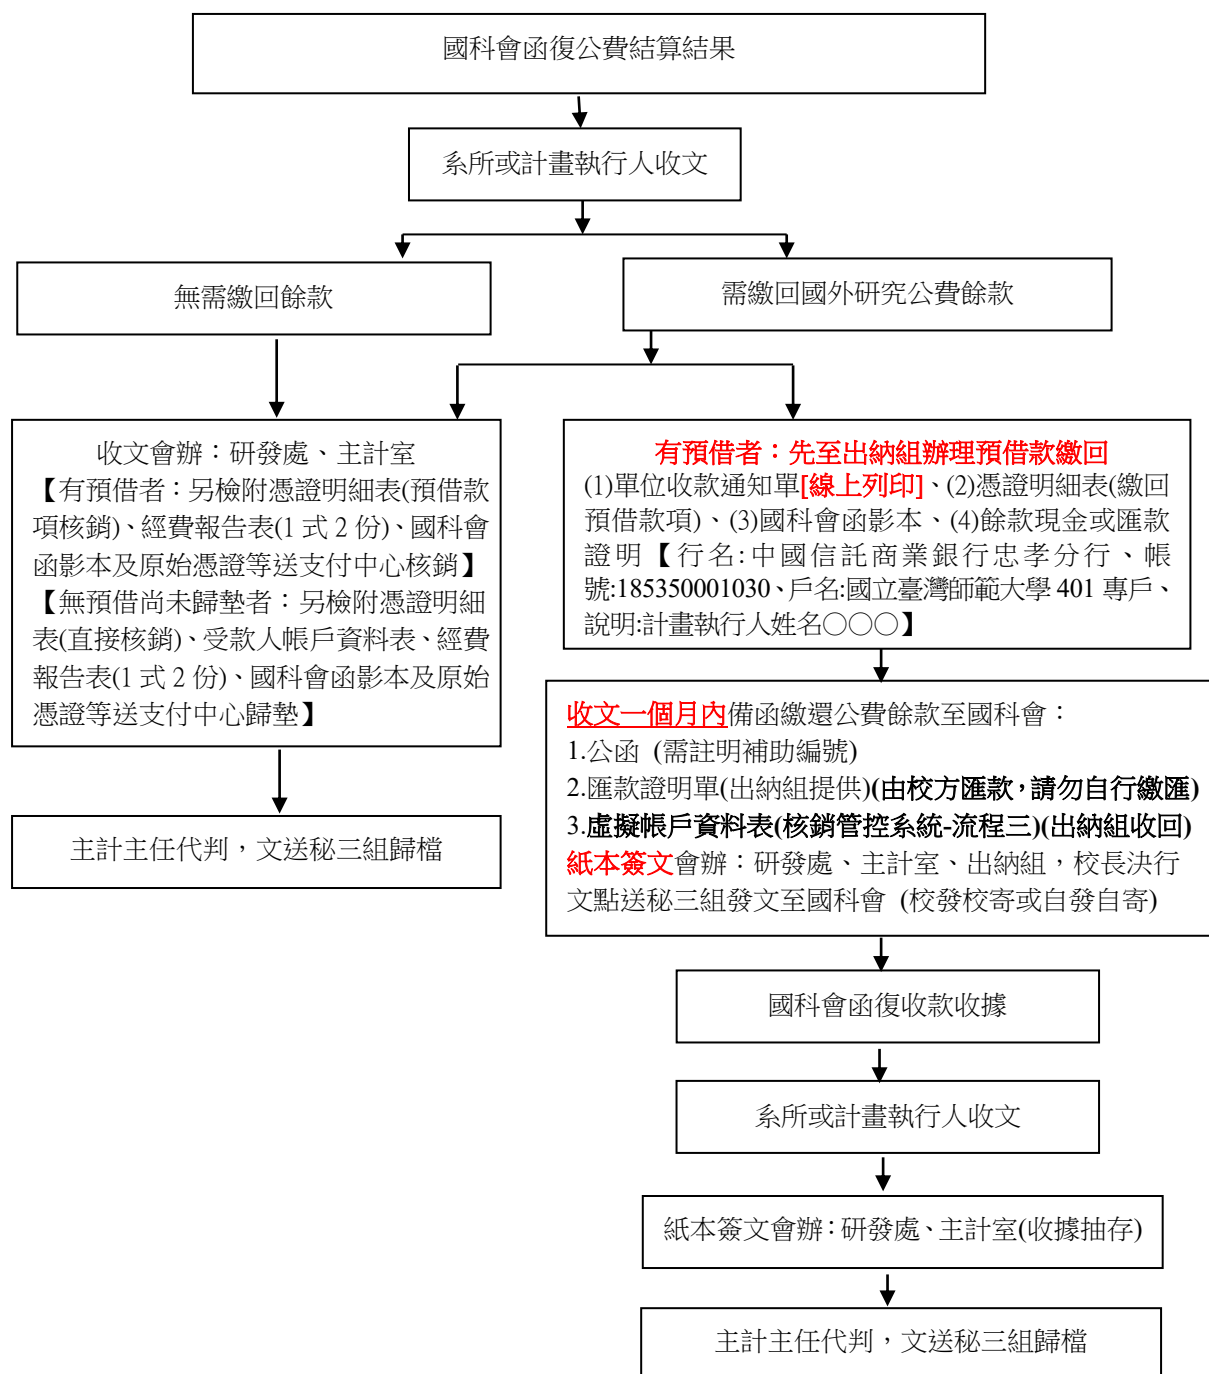 國科會函復公費結算結果
系所或計畫執行人收文
無需繳回餘款
需繳回國外研究公費餘款
收文會辦：研發處、主計室
【有預借者：另檢附憑證明細表(預借款
項核銷)、經費報告表(1 式 2 份)、國科會
函影本及原始憑證等送支付中心核銷】
【無預借尚未歸墊者：另檢附憑證明細
表(直接核銷)、受款人帳戶資料表、經費
報告表(1 式 2 份)、國科會函影本及原始
憑證等送支付中心歸墊】
主計主任代判，文送秘三組歸檔
有預借者：先至出納組辦理預借款繳回
(1)單位收款通知單[線上列印]、(2)憑證明細表(繳回
預借款項)、(3)國科會函影本、(4)餘款現金或匯款
證明【行名:中國信託商業銀行忠孝分行、帳
號:185350001030、戶名:國立臺灣師範大學 401 專戶、
說明:計畫執行人姓名○○○】
收文一個月內備函繳還公費餘款至國科會：
1.公函 (需註明補助編號)
2.匯款證明單(出納組提供)(由校方匯款，請勿自行繳匯)
3.虛擬帳戶資料表(核銷管控系統-流程三)(出納組收回)
紙本簽文會辦：研發處、主計室、出納組，校長決行
文點送秘三組發文至國科會 (校發校寄或自發自寄)
國科會函復收款收據
系所或計畫執行人收文
紙本簽文會辦：研發處、主計室(收據抽存)
主計主任代判，文送秘三組歸檔